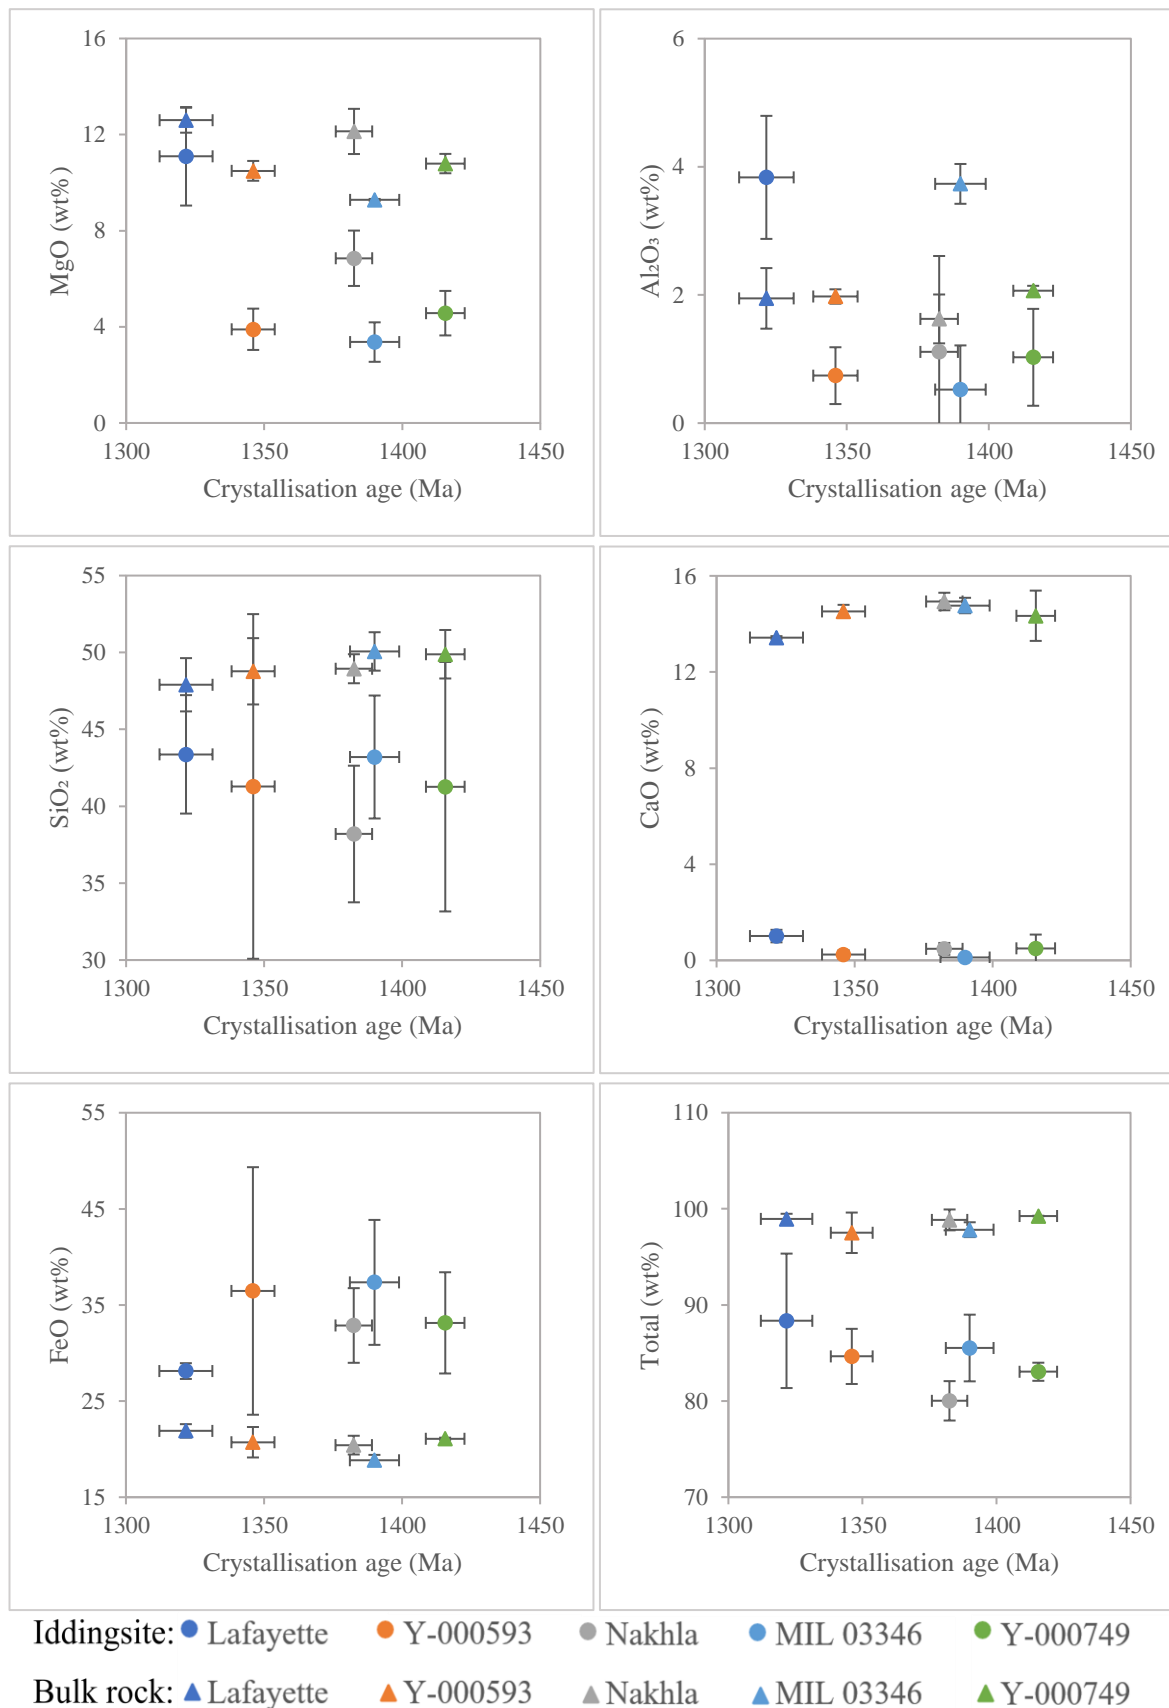 16
12
8
4
0
MgO (wt%)
1300 1350 1400 1450
Crystallisation age (Ma)
6
4
2
0
Al₂O₃ (wt%)
1300 1350 1400 1450
Crystallisation age (Ma)
55
50
45
40
35
30
SiO₂ (wt%)
1300 1350 1400 1450
Crystallisation age (Ma)
16
12
8
4
0
CaO (wt%)
1300 1350 1400 1450
Crystallisation age (Ma)
55
45
35
25
15
FeO (wt%)
1300 1350 1400 1450
Crystallisation age (Ma)
110
100
90
80
70
Total (wt%)
1300 1350 1400 1450
Crystallisation age (Ma)
Iddingsite: Lafayette Y-000593 Nakhla MIL 03346 Y-000749
Bulk rock: Lafayette Y-000593 Nakhla MIL 03346 Y-000749